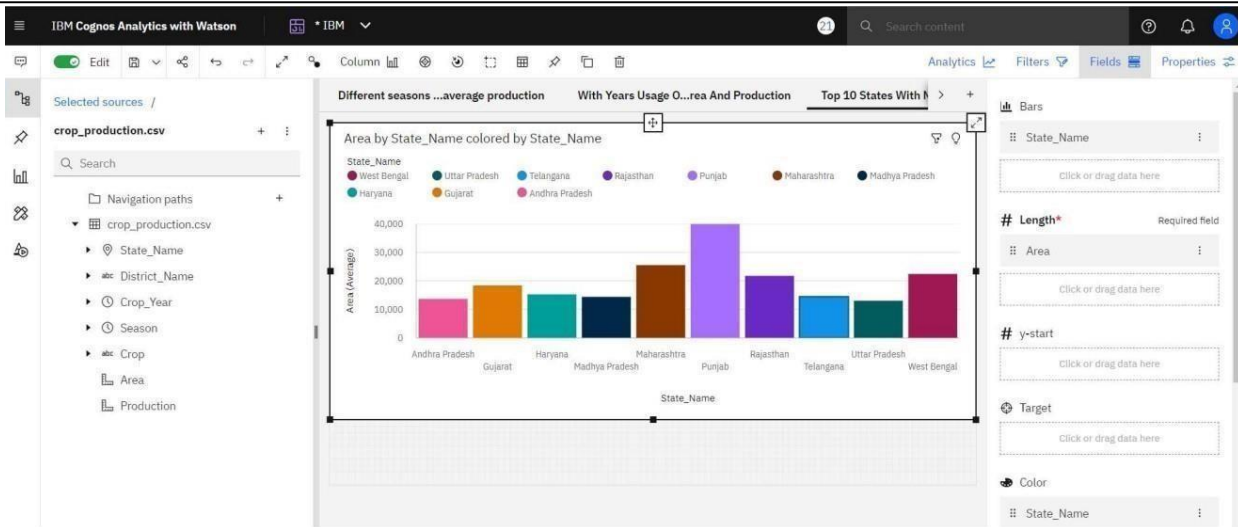 IBM Cognos Analytics with Watson
* IBM
21
Search content
Edit
Column
Analytics
Filters
Fields
Properties
Selected sources /
crop_production.csv
Search
Navigation paths
crop_production.csv
State_Name
abc District_Name
Crop_Year
Season
abc Crop
Area
Production
Different seasons ...average production
With Years Usage O...rea And Production
Top 10 States With
Area by State_Name colored by State_Name
State_Name
West Bengal Uttar Pradesh Telangana Rajasthan Punjab Maharashtra Madhya Pradesh
Haryana Gujarat Andhra Pradesh
Area (Average)
40,000
30,000
20,000
10,000
0
Andhra Pradesh Haryana Maharashtra Rajasthan Uttar Pradesh
Gujarat Madhya Pradesh Punjab Telangana West Bengal
State_Name
Bars
State_Name
Click or drag data here
# Length* Required field
Area
Click or drag data here
# y-start
Click or drag data here
Target
Click or drag data here
Color
State_Name